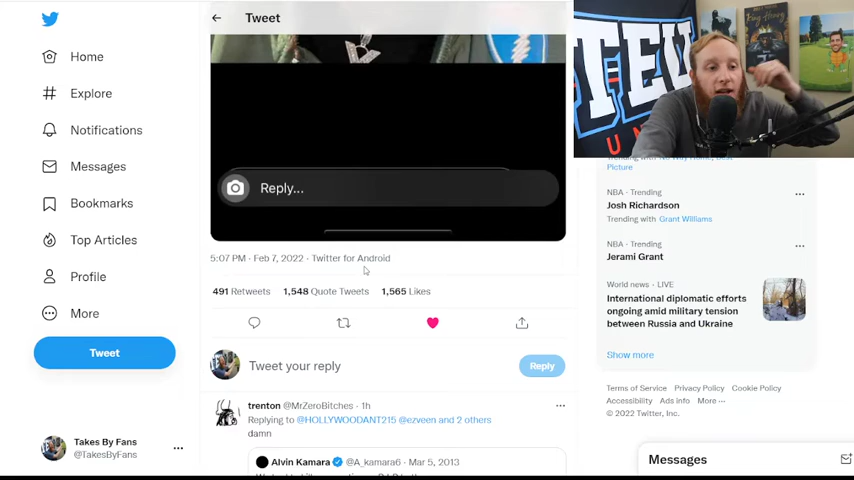 Home
Explore
Notifications
Messages
Bookmarks
Top Articles
Profile
More
Tweet
Takes By Fans
@TakesByFans
Tweet
Reply...
5:07 PM · Feb 7, 2022 · Twitter for Android
491 Retweets 1,548 Quote Tweets 1,565 Likes
Tweet your reply
Reply
trenton @MrZeroBitches · 1h
Replying to @HOLLYWOODANT215 @ezveen and 2 others
damn
Alvin Kamara @A_kamara6 · Mar 5, 2013
TEU
Picture
NBA · Trending
Josh Richardson
Trending with Grant Williams
NBA · Trending
Jerami Grant
World news · LIVE
International diplomatic efforts
ongoing amid military tension
between Russia and Ukraine
Show more
Terms of Service Privacy Policy Cookie Policy
Accessibility Ads info More
© 2022 Twitter, Inc.
Messages